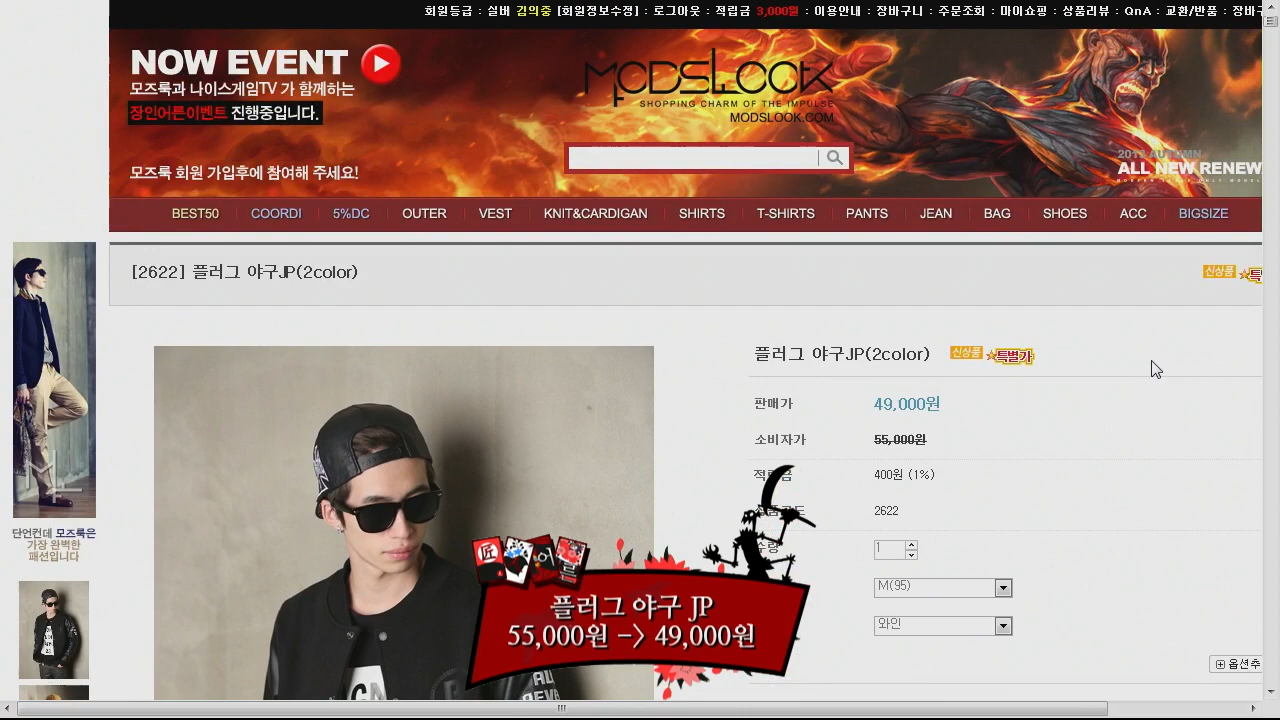 회원등급 : 실버 김의중 [회원정보수정] : 로그아웃 : 적립금 3,000원 : 이용안내 : 장바구니 : 주문조회 : 마이쇼핑 : 상품리뷰 : QnA : 교환/반품 : 장바구
NOW EVENT
모즈룩과 나이스게임TV 가 함께하는
장인어른이벤트 진행중입니다.
모즈룩 회원 가입후에 참여해 주세요!
MODSLOOK
SHOPPING CHARM OF THE IMPULSE
MODSLOOK.COM
ALL NEW RENEW
BEST50 COORDI 5%DC OUTER VEST KNIT&CARDIGAN SHIRTS T-SHIRTS PANTS JEAN BAG SHOES ACC BIGSIZE
[2622] 플러그 야구JP(2color)
신상품 ★특
플러그 야구JP(2color) 신상품 ★특별가
판매가 49,000원
소비자가 55,000원
400원 (1%)
2622
수량 1
M(95)
와인
옵션추
단언컨데 모즈룩은
가장 완벽한
패션입니다
匠 어른
플러그 야구 JP
55,000원 -> 49,000원